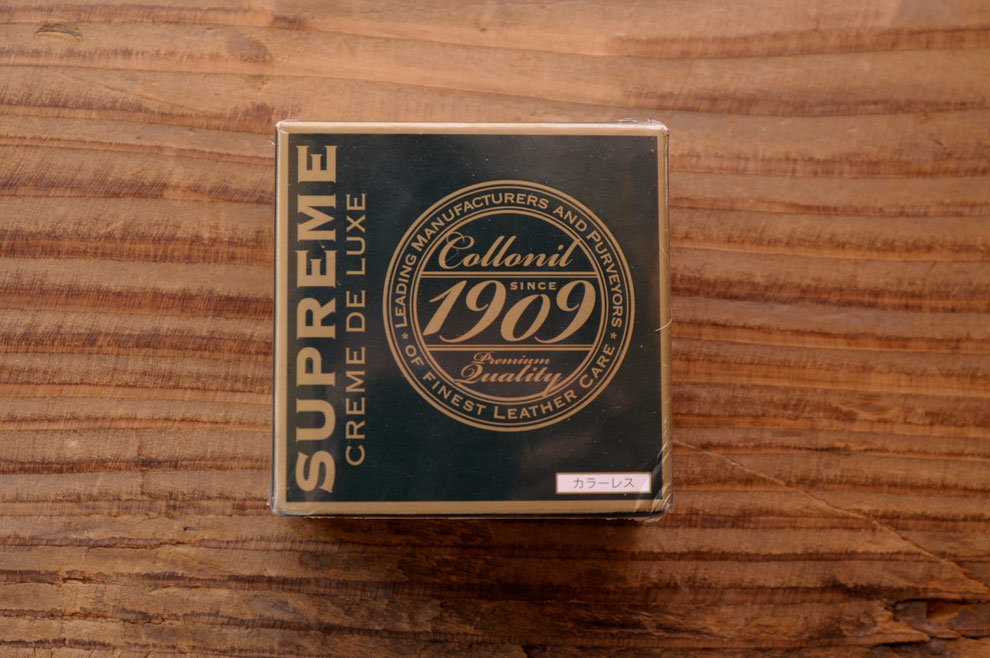 SUPREME
CREME DE LUXE
LEADING MANUFACTURERS AND PURVEYORS
OF FINEST LEATHER CARE
Collonil
SINCE
1909
Premium
Quality
カラーレス